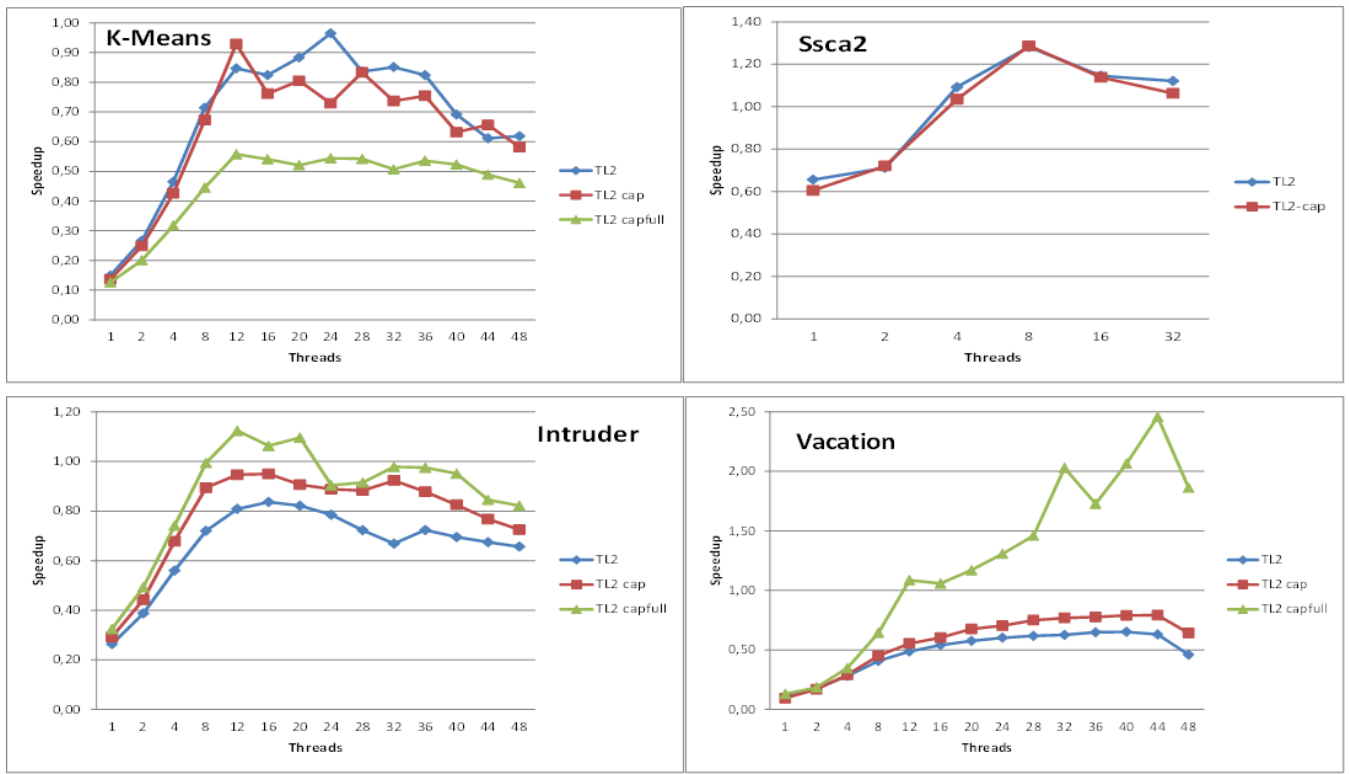 K-Means
1,00
0,90
0,80
0,70
0,60
0,50
0,40
0,30
0,20
0,10
0,00
Speedup
1 2 4 8 12 16 20 24 28 32 36 40 44 48
Threads
TL2
TL2 cap
TL2 capfull
Ssca2
1,40
1,20
1,00
0,80
0,60
0,40
0,20
0,00
Speedup
1 2 4 8 16 32
Threads
TL2
TL2-cap
Intruder
1,20
1,00
0,80
0,60
0,40
0,20
0,00
Speedup
1 2 4 8 12 16 20 24 28 32 36 40 44 48
Threads
TL2
TL2 cap
TL2 capfull
Vacation
2,50
2,00
1,50
1,00
0,50
0,00
Speedup
1 2 4 8 12 16 20 24 28 32 36 40 44 48
Threads
TL2
TL2 cap
TL2 capfull